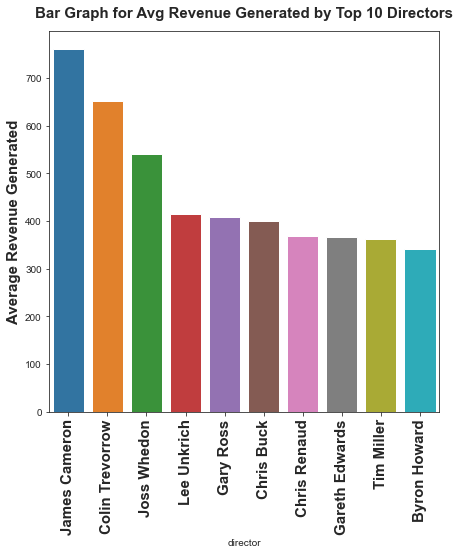 Bar Graph for Avg Revenue Generated by Top 10 Directors
Average Revenue Generated
700
600
500
400
300
200
100
0
James Cameron
Colin Trevorrow
Joss Whedon
Lee Unkrich
Gary Ross
Chris Buck
Chris Renaud
Gareth Edwards
Tim Miller
Byron Howard
director